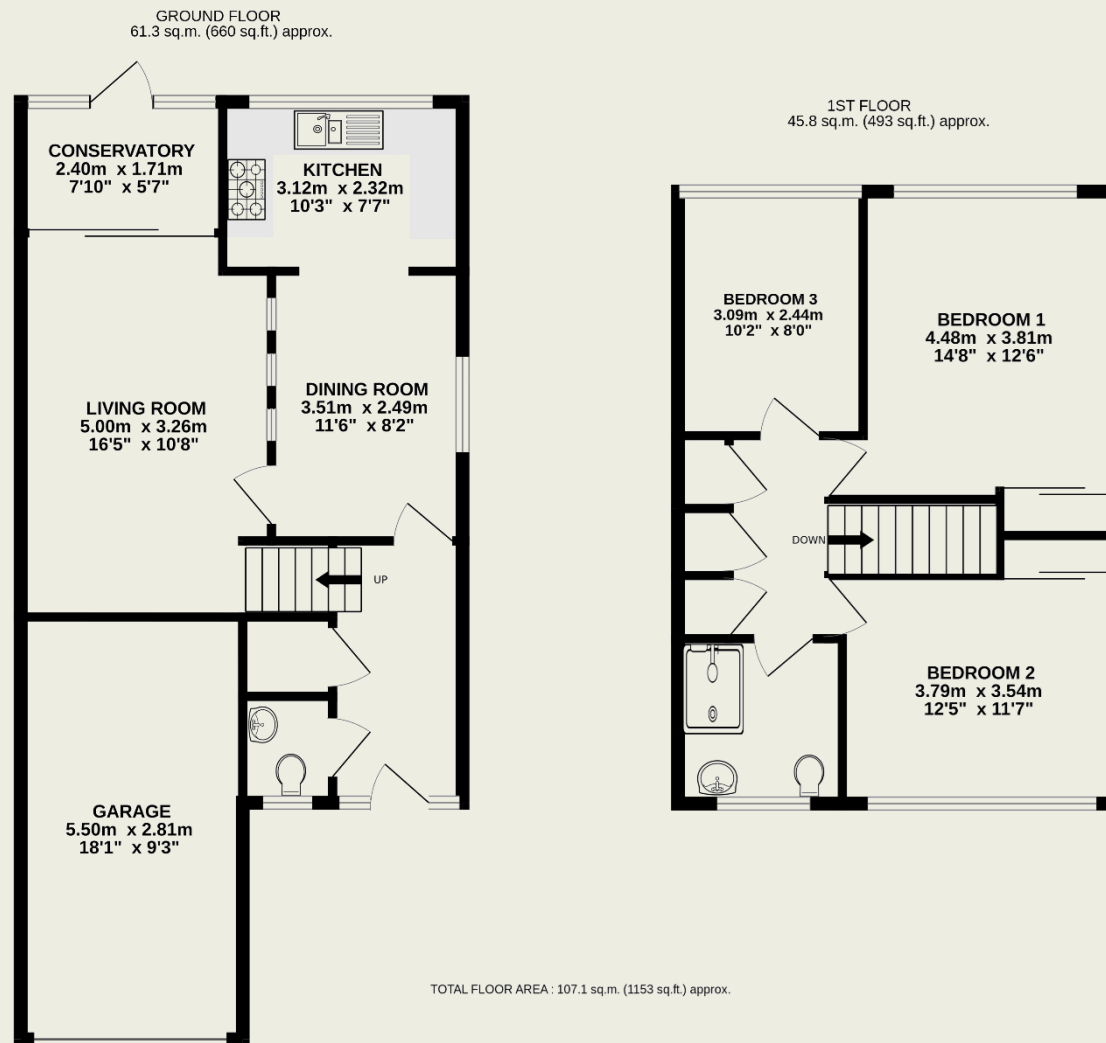 GROUND FLOOR
61.3 sq.m. (660 sq.ft.) approx.
CONSERVATORY
2.40m x 1.71m
7'10" x 5'7"
KITCHEN
3.12m x 2.32m
10'3" x 7'7"
LIVING ROOM
5.00m x 3.26m
16'5" x 10'8"
DINING ROOM
3.51m x 2.49m
11'6" x 8'2"
UP
GARAGE
5.50m x 2.81m
18'1" x 9'3"
1ST FLOOR
45.8 sq.m. (493 sq.ft.) approx.
BEDROOM 3
3.09m x 2.44m
10'2" x 8'0"
BEDROOM 1
4.48m x 3.81m
14'8" x 12'6"
DOWN
BEDROOM 2
3.79m x 3.54m
12'5" x 11'7"
TOTAL FLOOR AREA : 107.1 sq.m. (1153 sq.ft.) approx.